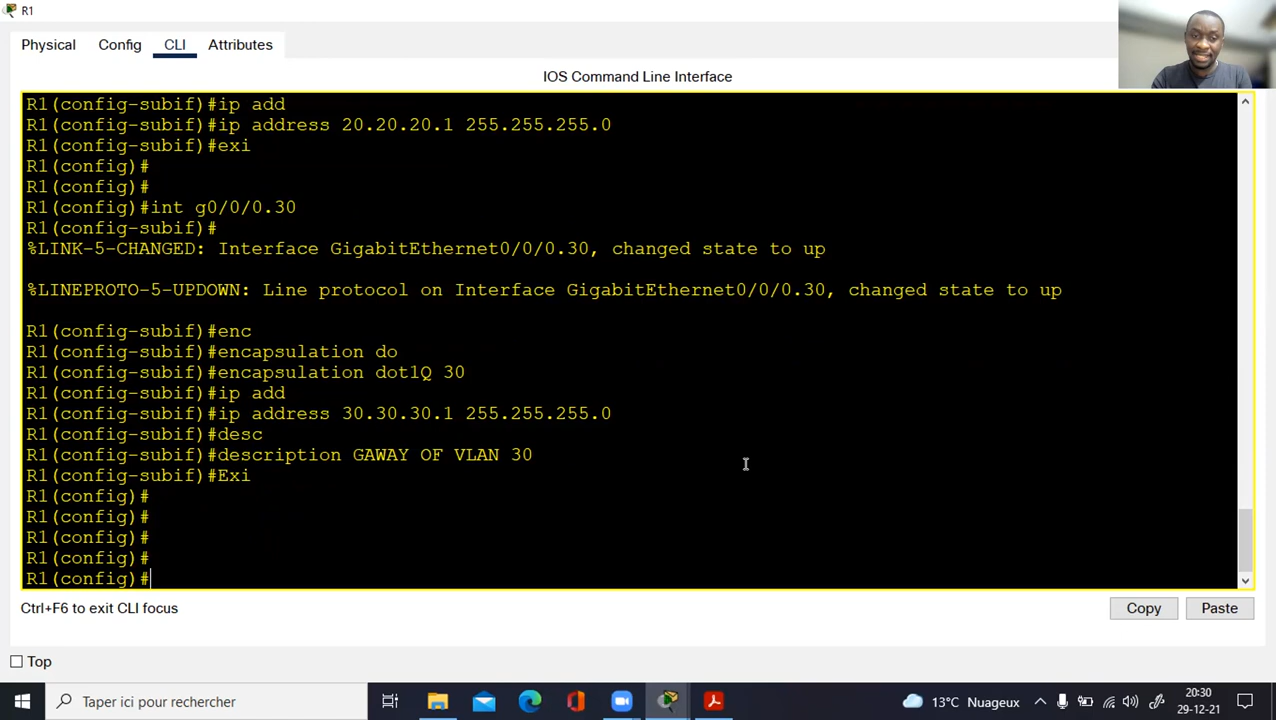 R1
Physical Config CLI Attributes
IOS Command Line Interface
R1(config-subif)#ip add
R1(config-subif)#ip address 20.20.20.1 255.255.255.0
R1(config-subif)#exi
R1(config)#
R1(config)#
R1(config)#int g0/0/0.30
R1(config-subif)#
%LINK-5-CHANGED: Interface GigabitEthernet0/0/0.30, changed state to up
%LINEPROTO-5-UPDOWN: Line protocol on Interface GigabitEthernet0/0/0.30, changed state to up
R1(config-subif)#enc
R1(config-subif)#encapsulation do
R1(config-subif)#encapsulation dot1Q 30
R1(config-subif)#ip add
R1(config-subif)#ip address 30.30.30.1 255.255.255.0
R1(config-subif)#desc
R1(config-subif)#description GAWAY OF VLAN 30
R1(config-subif)#Exi
R1(config)#
R1(config)#
R1(config)#
R1(config)#
R1(config)#
Ctrl+F6 to exit CLI focus
Copy Paste
Top
Taper ici pour rechercher
13°C Nuageux
20:30
29-12-21